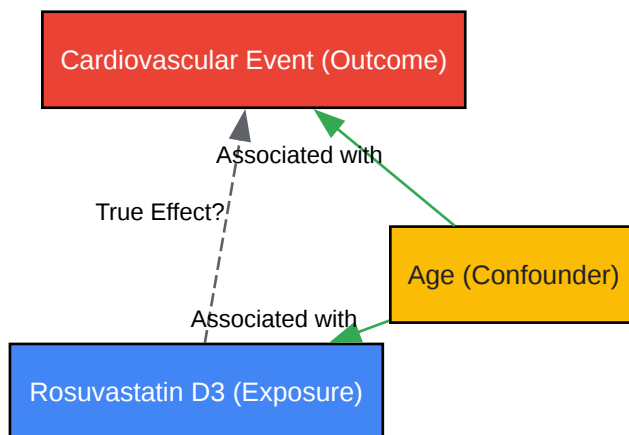 Cardiovascular Event (Outcome)
Associated with
True Effect?
Age (Confounder)
Associated with
Rosuvastatin D3 (Exposure)